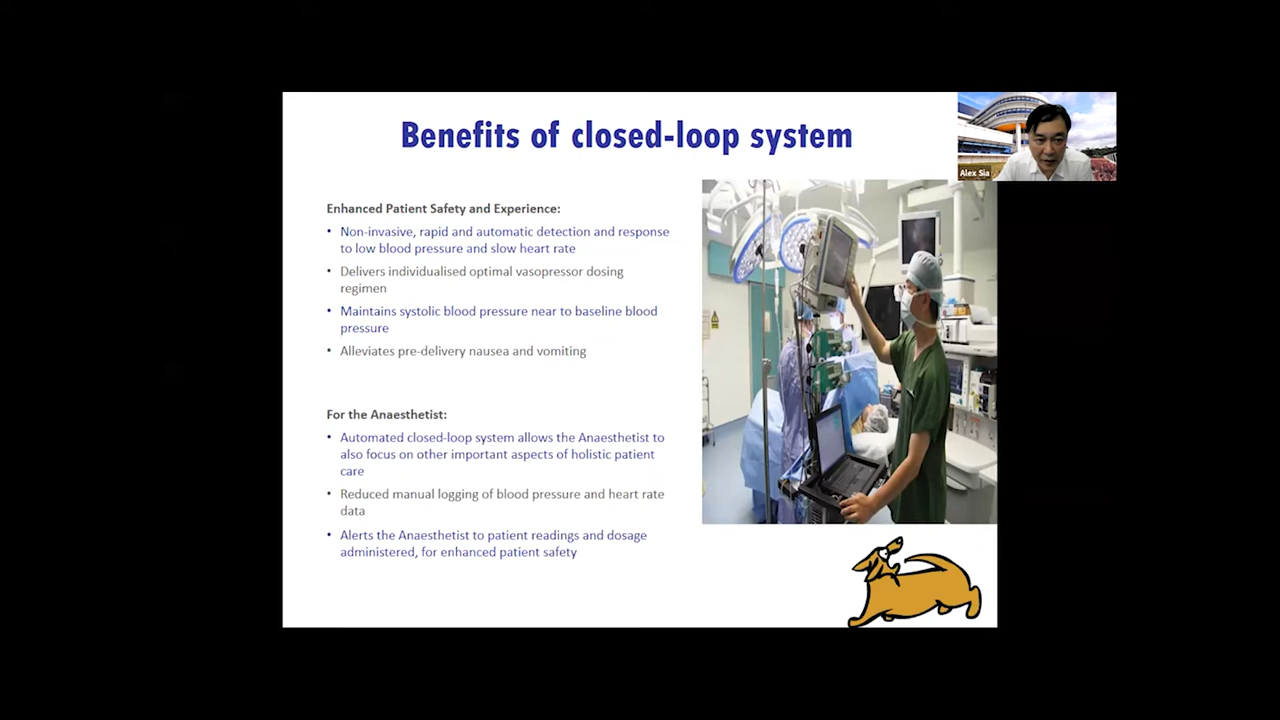 Benefits of closed-loop system
Alex Sia
Enhanced Patient Safety and Experience:
• Non-invasive, rapid and automatic detection and response
to low blood pressure and slow heart rate
• Delivers individualised optimal vasopressor dosing
regimen
• Maintains systolic blood pressure near to baseline blood
pressure
• Alleviates pre-delivery nausea and vomiting
For the Anaesthetist:
• Automated closed-loop system allows the Anaesthetist to
also focus on other important aspects of holistic patient
care
• Reduced manual logging of blood pressure and heart rate
data
• Alerts the Anaesthetist to patient readings and dosage
administered, for enhanced patient safety